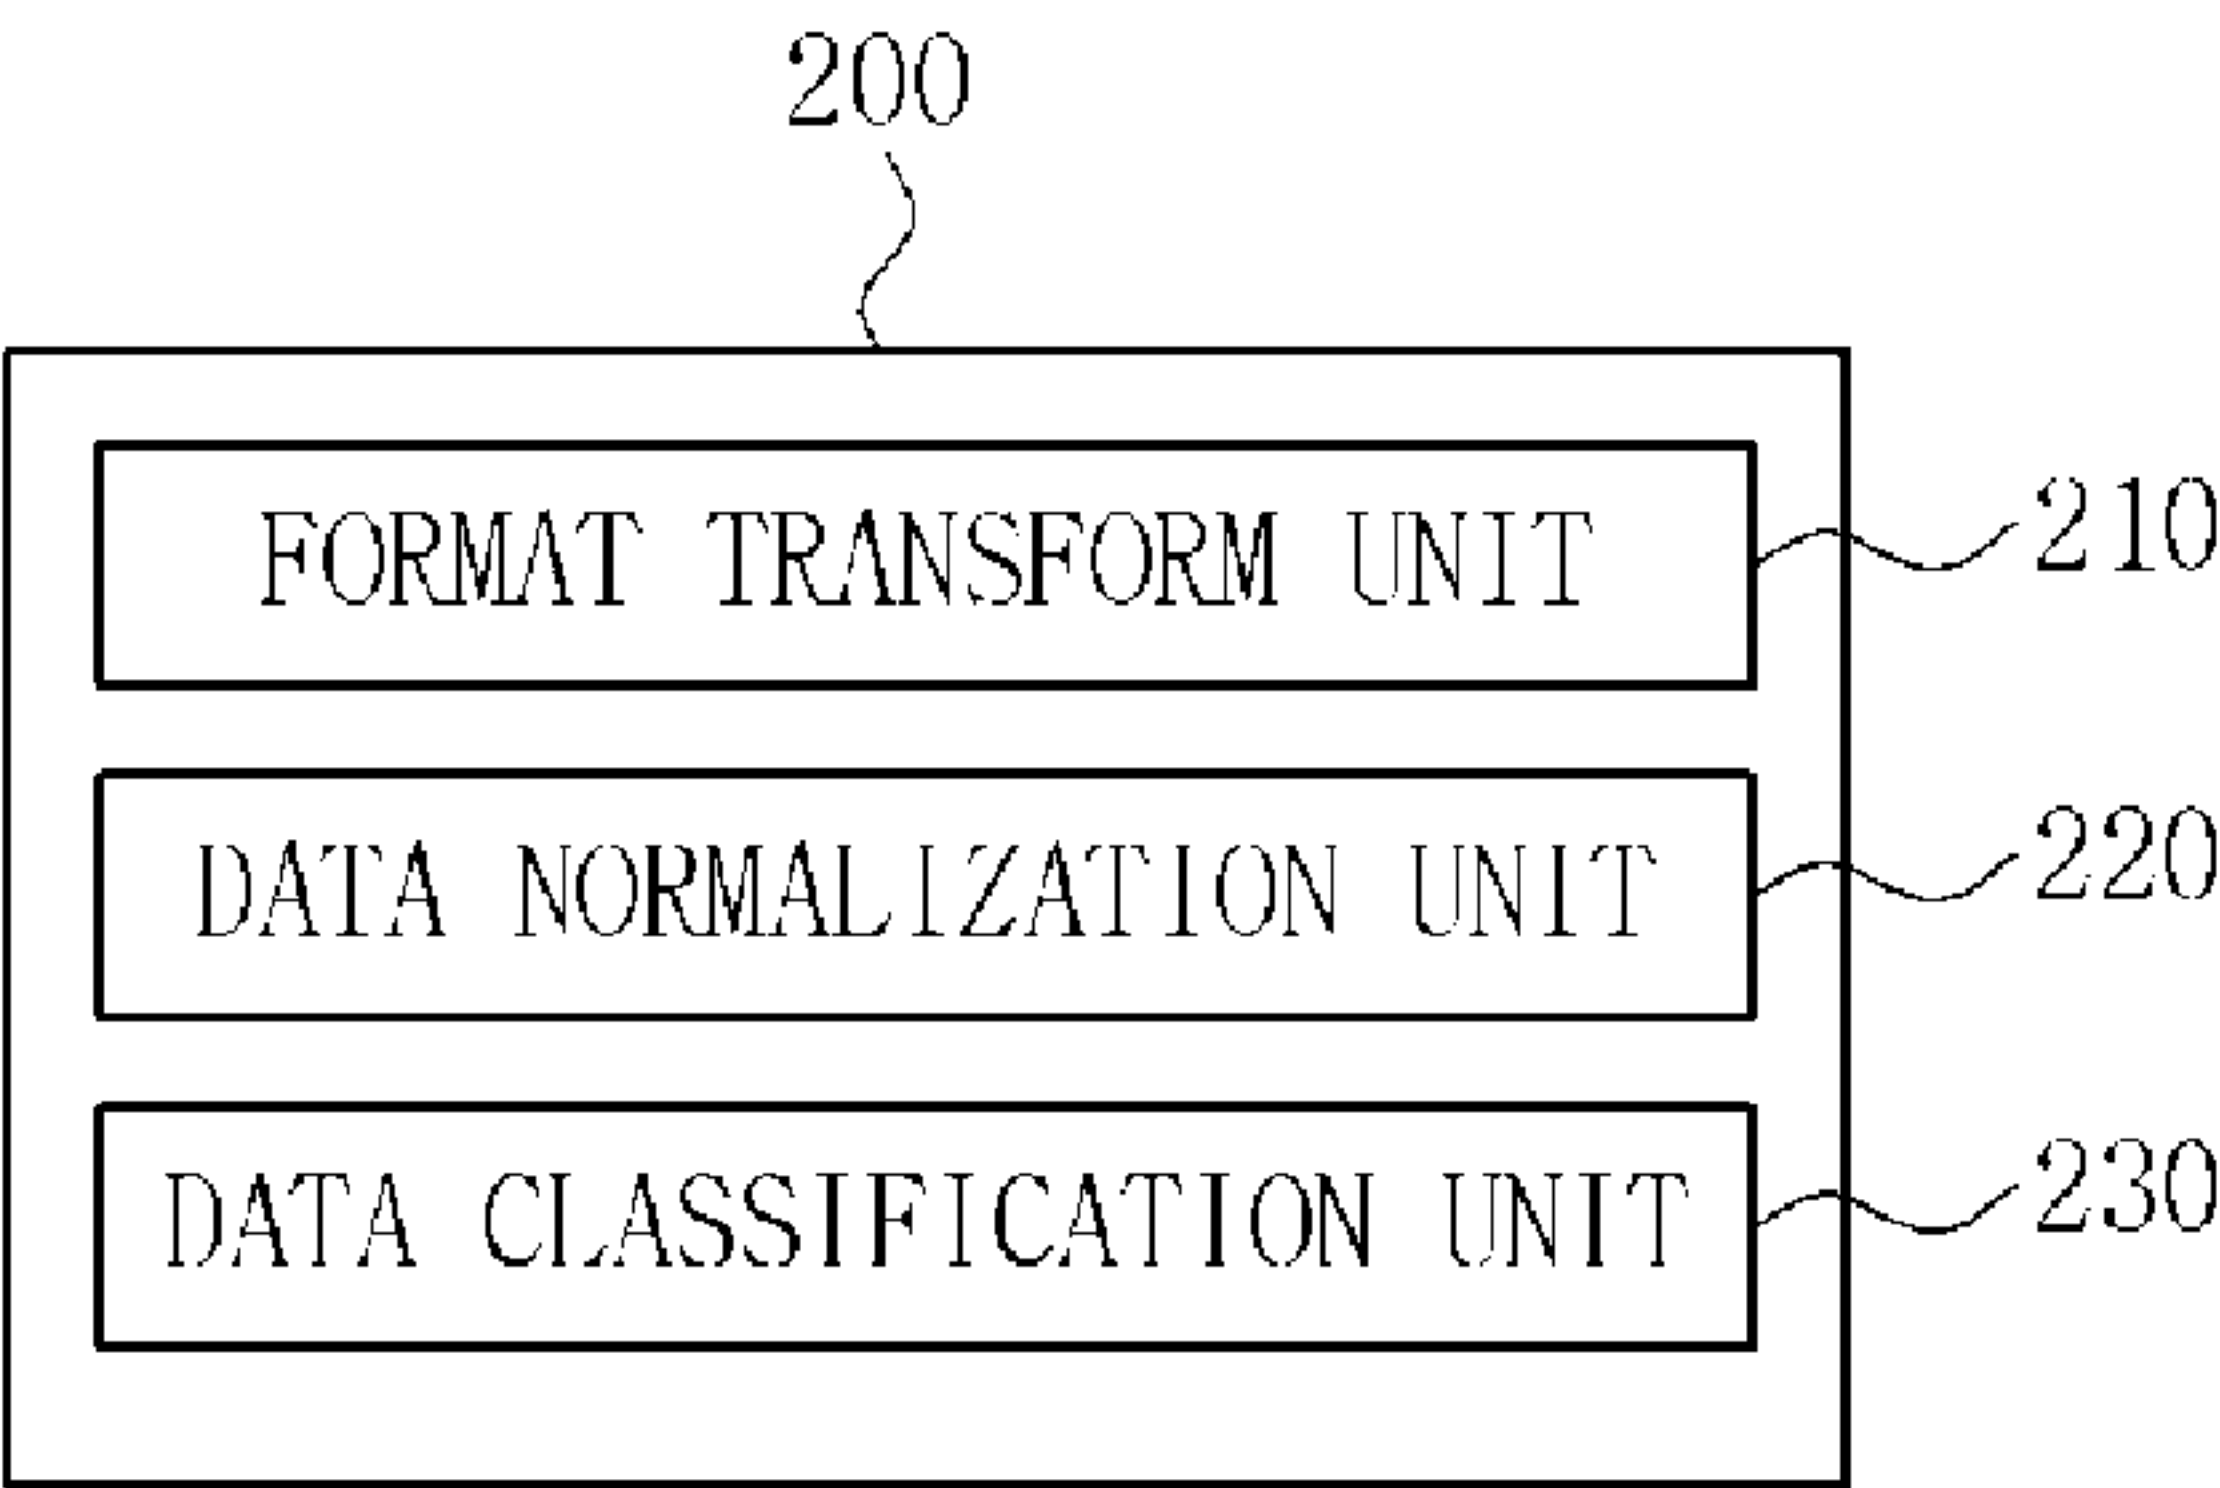 200
FORMAT TRANSFORM UNIT 210
DATA NORMALIZATION UNIT 220
DATA CLASSIFICATION UNIT 230